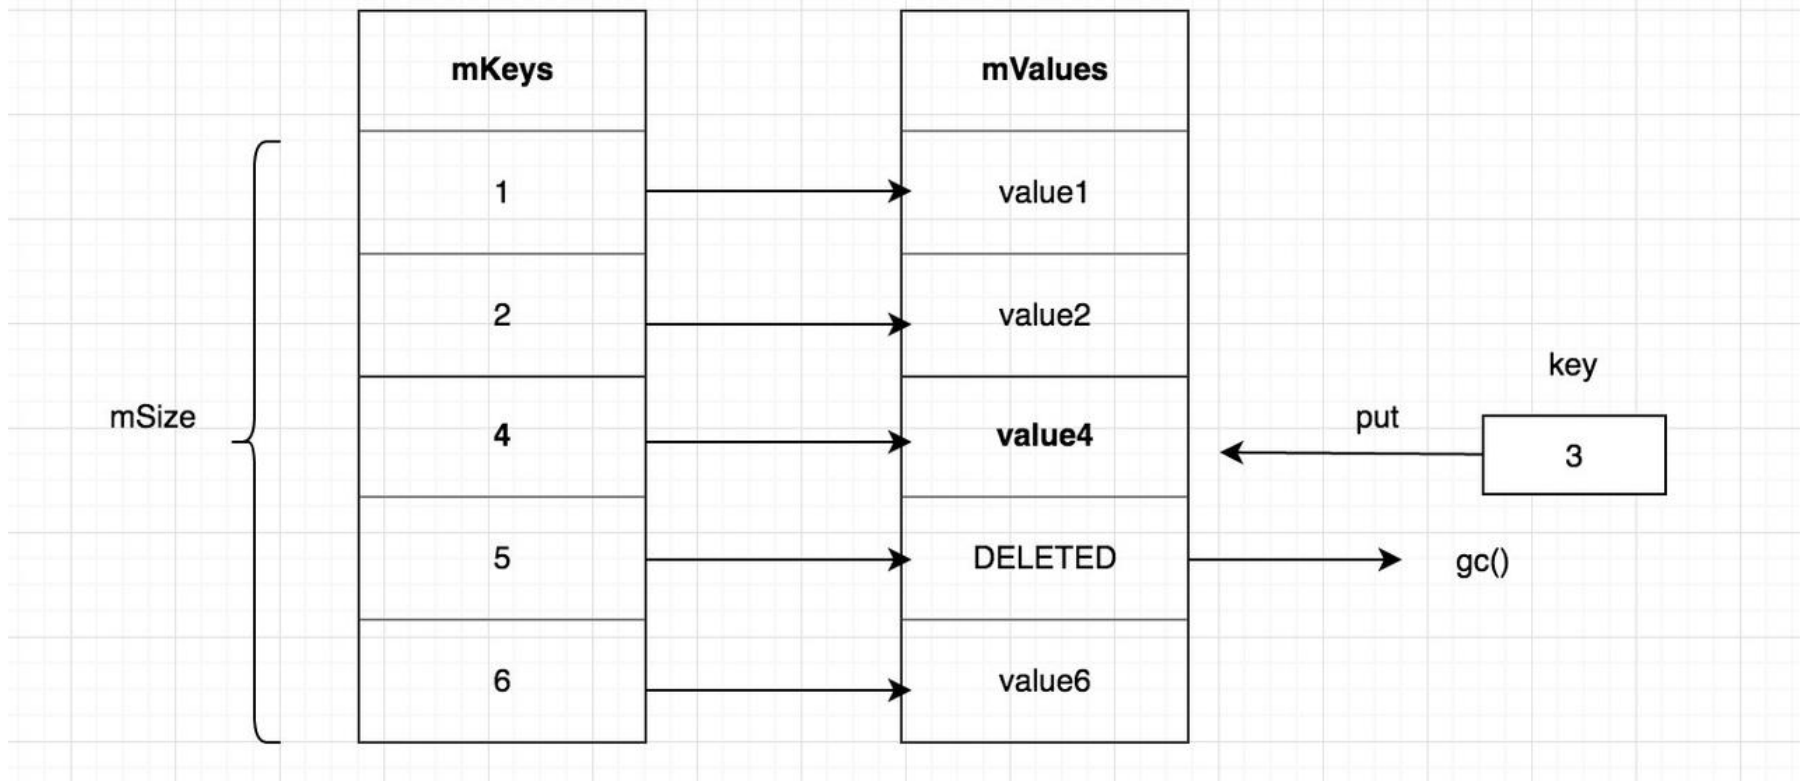 mKeys
mValues
1
value1
2
value2
key
mSize
4
value4
put
3
5
DELETED
gc()
6
value6